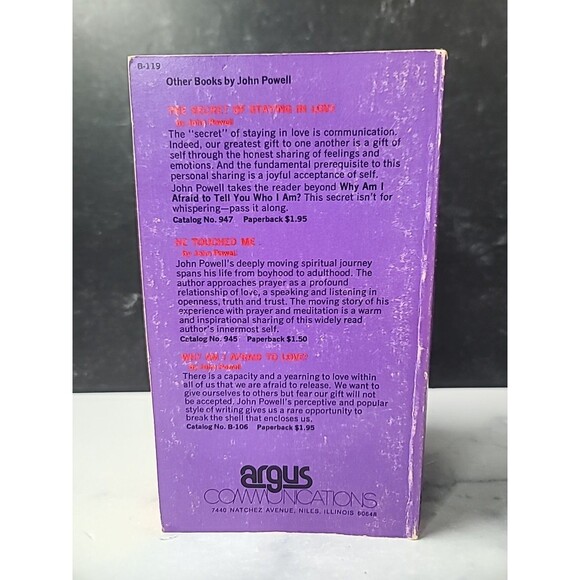 B-119
Other Books by John Powell
THE SECRET OF STAYING IN LOVE
by John Powell
The "secret" of staying in love is communication.
Indeed, our greatest gift to one another is a gift of
self through the honest sharing of feelings and
emotions. And the fundamental prerequisite to this
personal sharing is a joyful acceptance of self.
John Powell takes the reader beyond Why Am I
Afraid to Tell You Who I Am? This secret isn't for
whispering—pass it along.
Catalog No. 947 Paperback $1.95
HE TOUCHED ME
by John Powell
John Powell's deeply moving spiritual journey
spans his life from boyhood to adulthood. The
author approaches prayer as a profound
relationship of love, a speaking and listening in
openness, truth and trust. The moving story of his
experience with prayer and meditation is a warm
and inspirational sharing of this widely read
author's innermost self.
Catalog No. 945 Paperback $1.50
WHY AM I AFRAID TO LOVE?
by John Powell
There is a capacity and a yearning to love within
all of us that we are afraid to release. We want to
give ourselves to others but fear our gift will not
be accepted. John Powell's perceptive and popular
style of writing gives us a rare opportunity to
break the shell that encloses us.
Catalog No. B-106 Paperback $1.95
argus
COMMUNICATIONS
7440 NATCHEZ AVENUE, NILES, ILLINOIS 60648